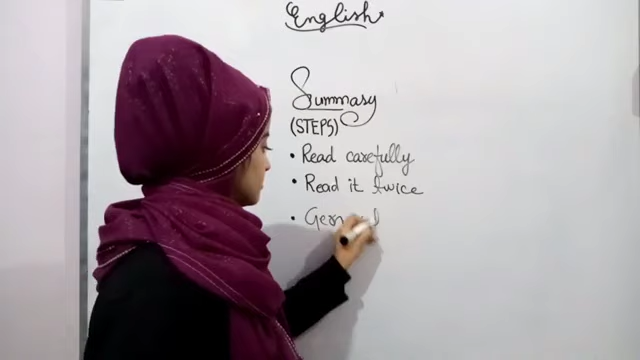 English
Summary
(STEPS)
• Read carefully
• Read it twice
•